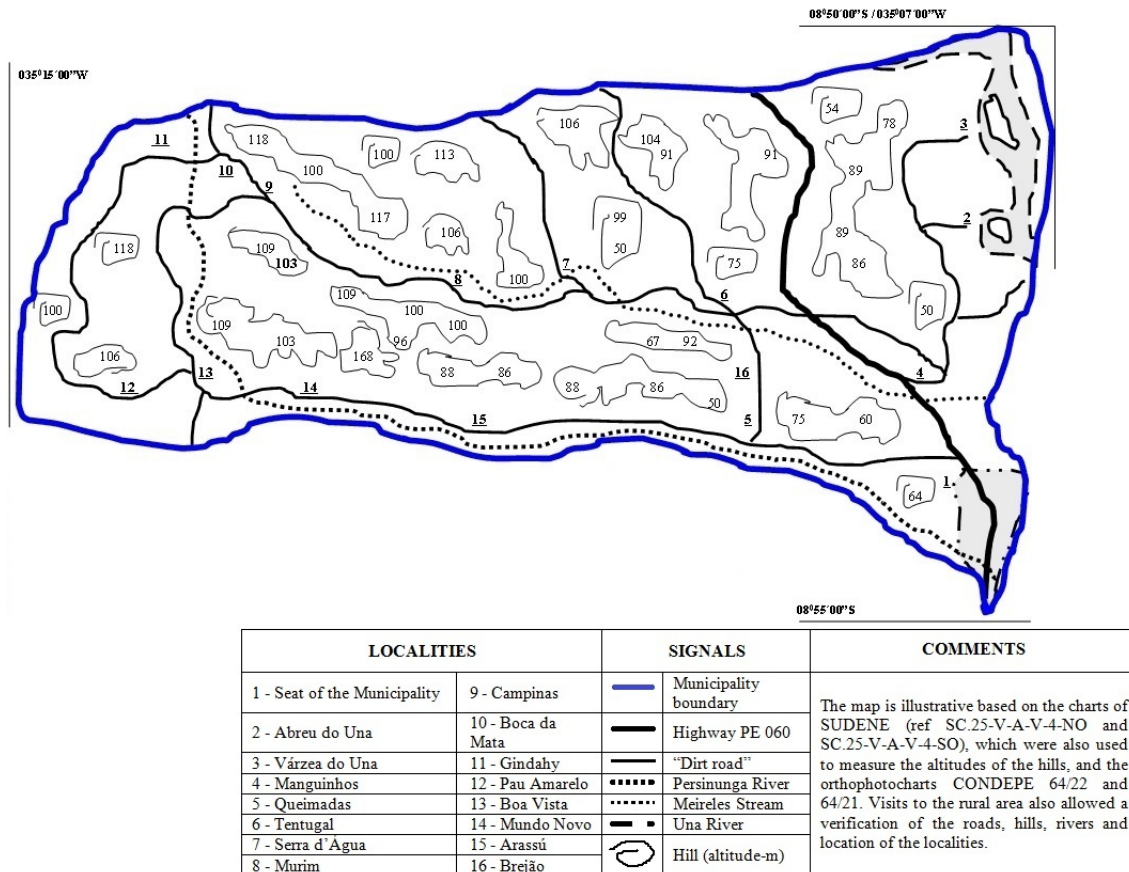 08⁰50´00”S / 035⁰07´00”W
035⁰15´00”W
54
11
118
106
104
78
3
100
113
91
91
10
100
89
9
117
99
2
118
109
106
50
89
103
7
75
86
100
8
100
109
6
50
100
109
100
100
103
96
67
92
106
168
88
86
16
4
12
13
14
88
86
50
15
5
75
60
64
1
08⁰55´00”S
LOCALITIES
SIGNALS
COMMENTS
1 - Seat of the Municipality
9 - Campinas
Municipality
boundary
2 - Abreu do Una
10 - Boca da
Mata
Highway PE 060
3 - Várzea do Una
11 - Gindahy
“Dirt road”
4 - Manguinhos
12 - Pau Amarelo
Persinunga River
5 - Queimadas
13 - Boa Vista
Meireles Stream
6 - Tentugal
14 - Mundo Novo
Una River
7 - Serra d’Água
15 - Arassú
Hill (altitude-m)
8 - Murim
16 - Brejão
The map is illustrative based on the charts of
SUDENE (ref SC.25-V-A-V-4-NO and
SC.25-V-A-V-4-SO), which were also used
to measure the altitudes of the hills, and the
orthophotocharts CONDEPE 64/22 and
64/21. Visits to the rural area also allowed a
verification of the roads, hills, rivers and
location of the localities.